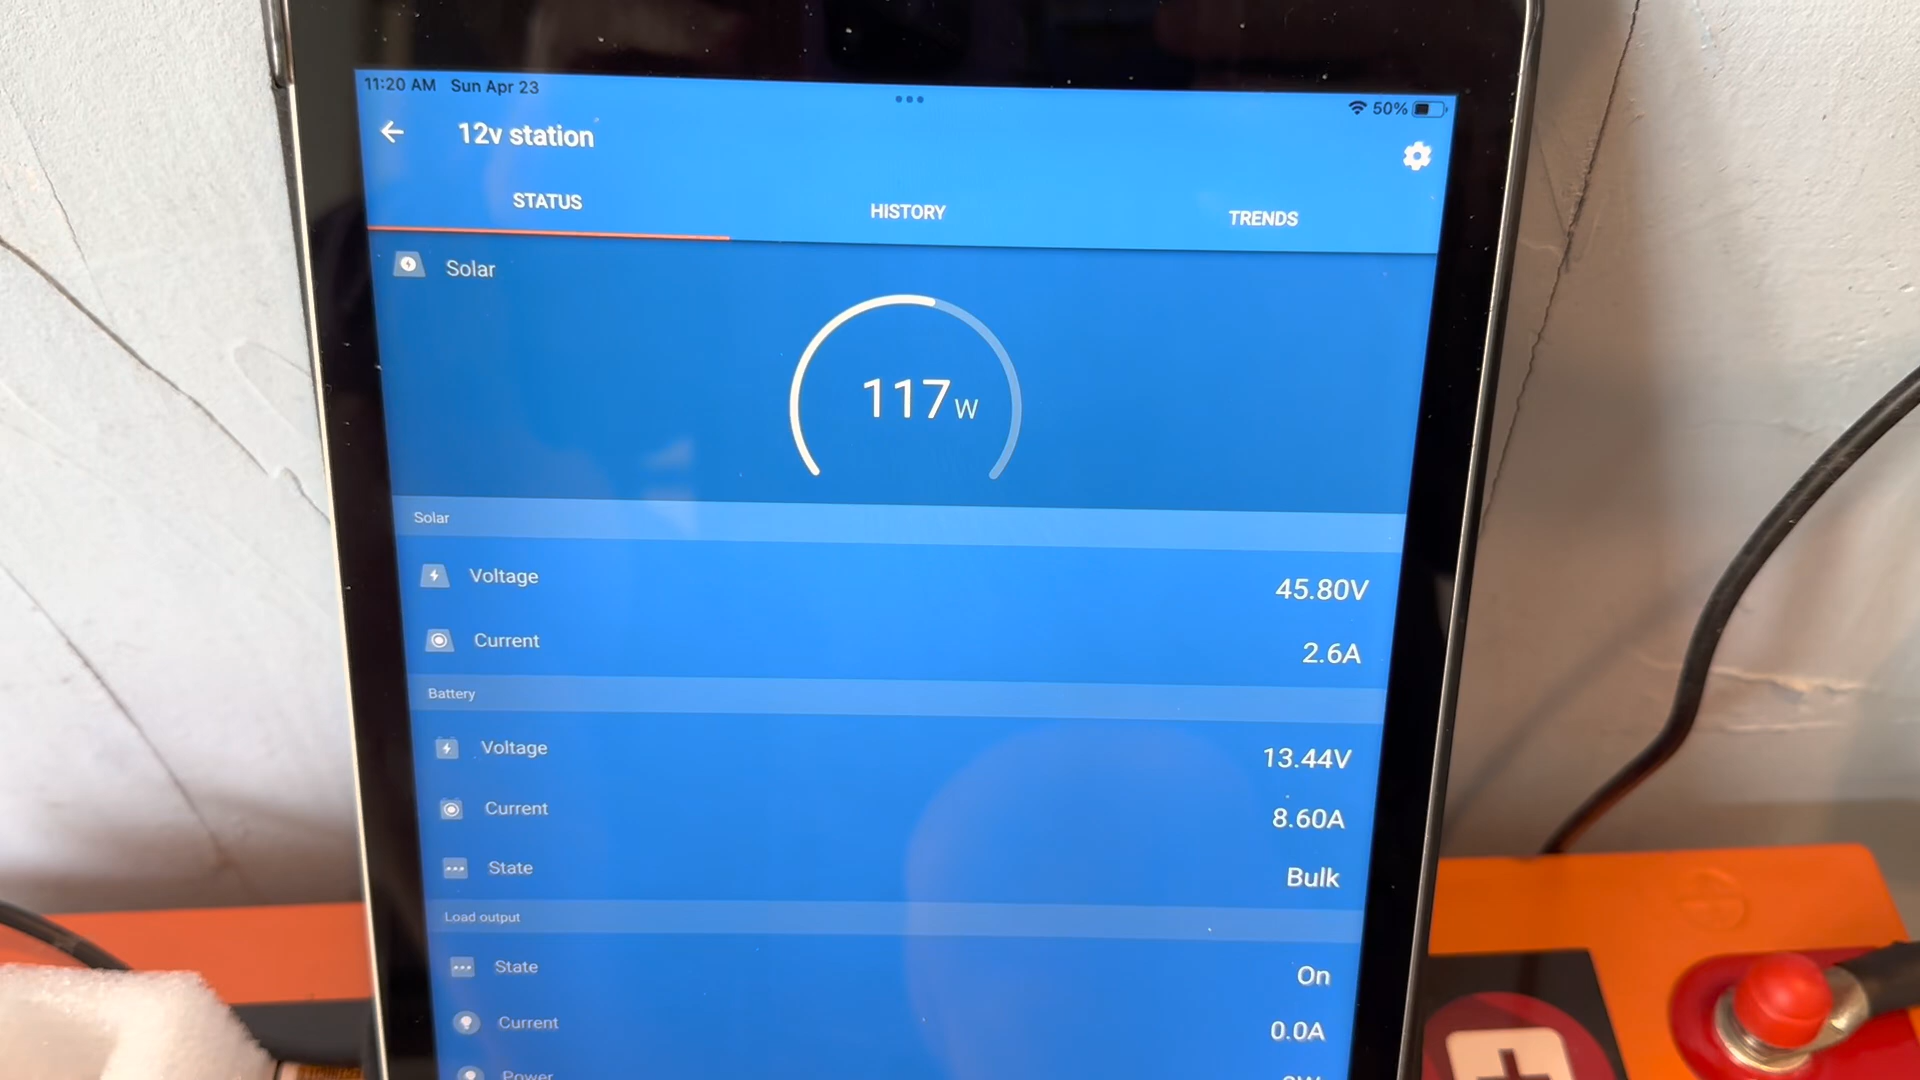 11:20 AM Sun Apr 23
50%
12v station
STATUS HISTORY TRENDS
Solar
117W
Solar
Voltage 45.80V
Current 2.6A
Battery
Voltage 13.44V
Current 8.60A
State Bulk
Load output
State On
Current 0.0A
Power